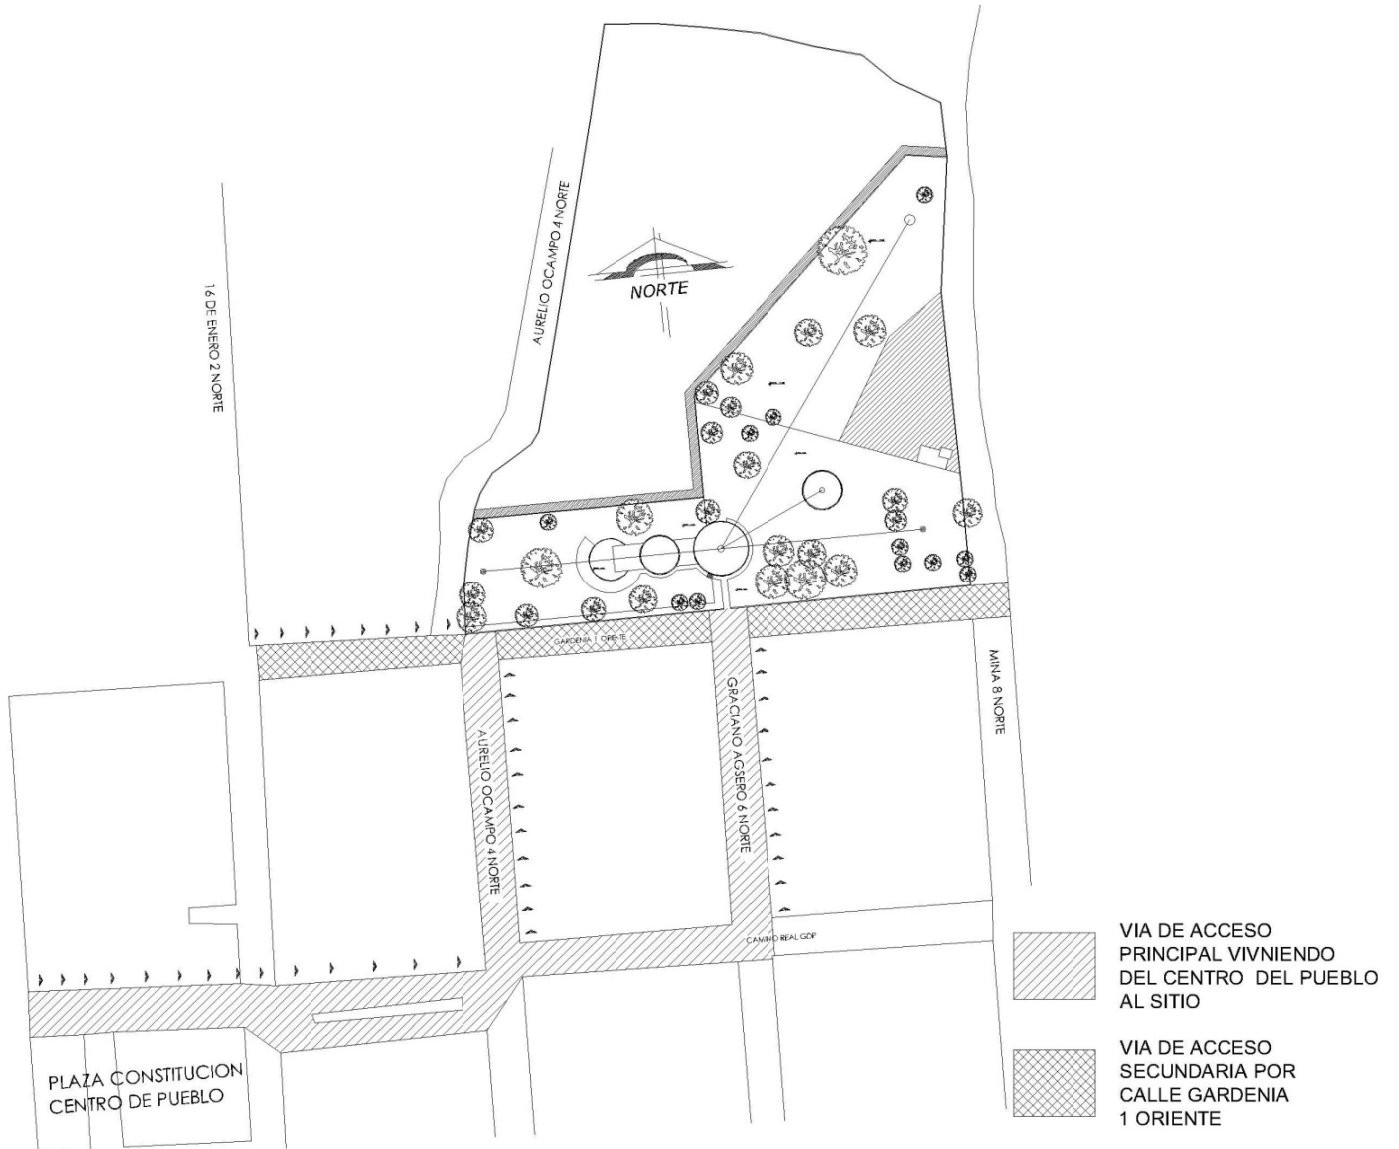 AURELIO OCAMPO 4 NORTE
16 DE ENERO 2 NORTE
NORTE
GARDENIA 1 ORIENTE
MINA 8 NORTE
GRACIANO AGSERO 6 NORTE
AURELIO OCAMPO 4 NORTE
CAMINO REAL GDP
VIA DE ACCESO
PRINCIPAL VIVNIENDO
DEL CENTRO DEL PUEBLO
AL SITIO
VIA DE ACCESO
SECUNDARIA POR
CALLE GARDENIA
1 ORIENTE
PLAZA CONSTITUCION
CENTRO DE PUEBLO